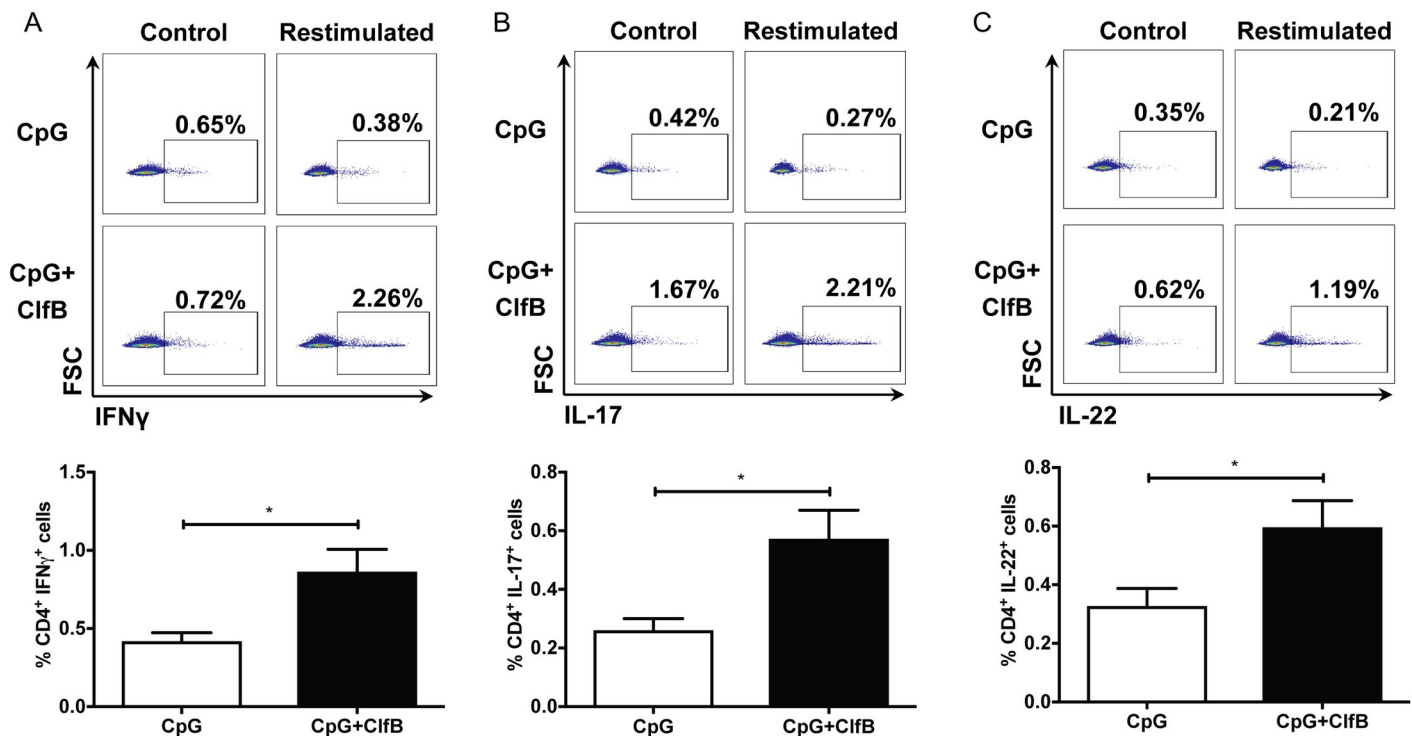 A
Control Restimulated
CpG
0.65% 0.38%
CpG+
ClfB
0.72% 2.26%
FSC
IFNγ
1.5
1.0
0.5
0.0
% CD4⁺ IFNγ⁺ cells
*
CpG CpG+ClfB
B
Control Restimulated
CpG
0.42% 0.27%
CpG+
ClfB
1.67% 2.21%
FSC
IL-17
0.8
0.6
0.4
0.2
0.0
% CD4⁺ IL-17⁺ cells
*
CpG CpG+ClfB
C
Control Restimulated
CpG
0.35% 0.21%
CpG+
ClfB
0.62% 1.19%
FSC
IL-22
0.8
0.6
0.4
0.2
0.0
% CD4⁺ IL-22⁺ cells
*
CpG CpG+ClfB